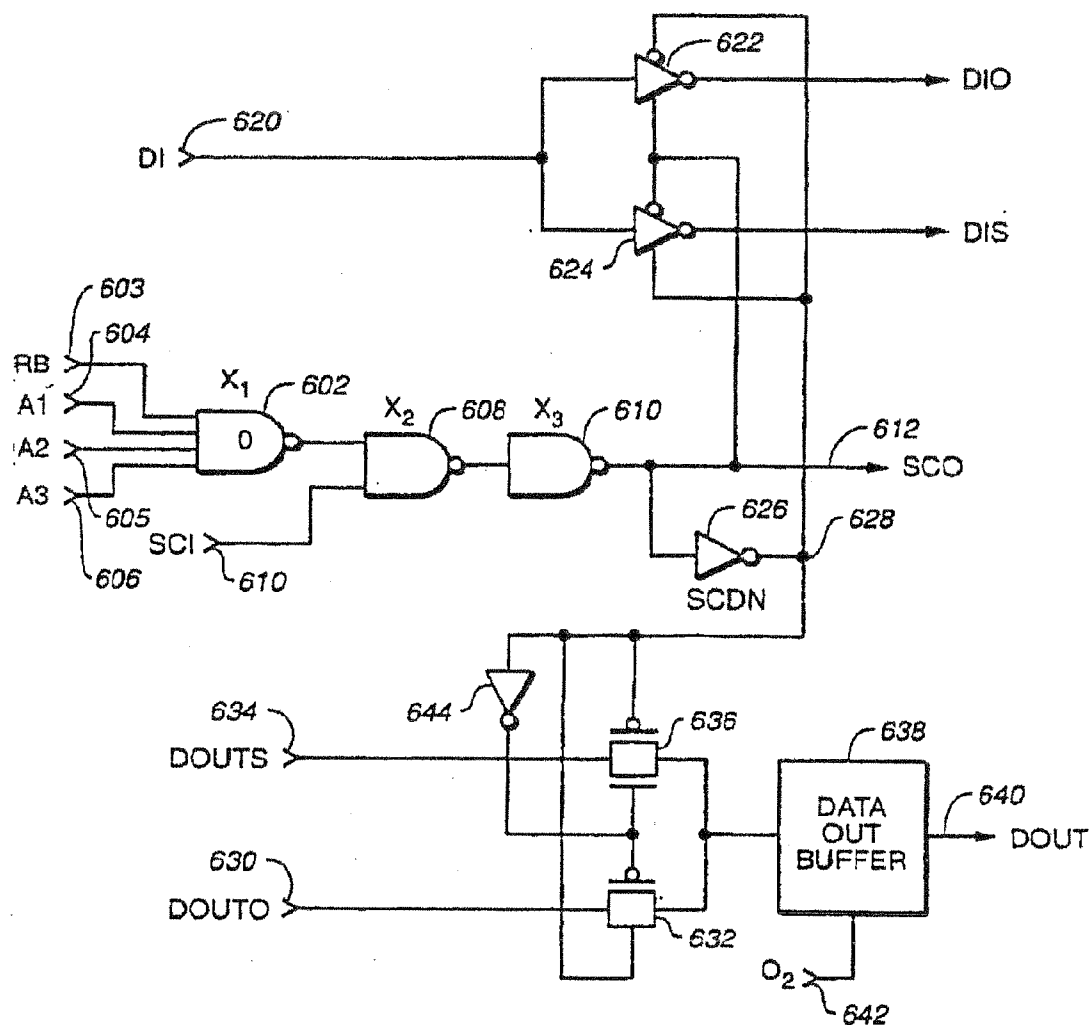 622
DIO
620
DI
DIS
624
603
604
RB
A1
X1
602
X2
608
X3
610
0
612
SCO
A2
A3
605
606
SCI
610
626
628
SCDN
644
634
DOUTS
636
638
DATA
OUT
BUFFER
640
DOUT
630
DOUTO
632
O2
642